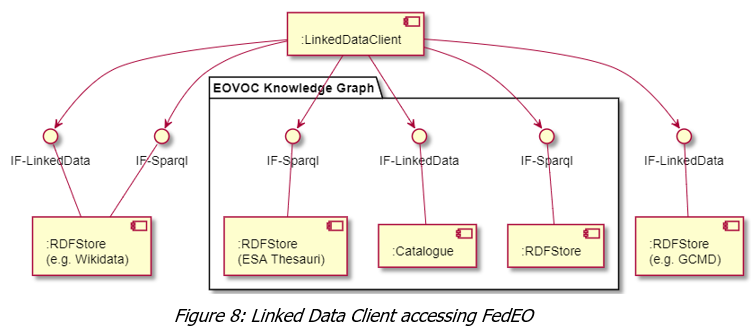 :LinkedDataClient
EOVOC Knowledge Graph
IF-LinkedData
IF-Sparql
IF-Sparql
IF-LinkedData
IF-Sparql
IF-LinkedData
:RDFStore
(e.g. Wikidata)
:RDFStore
(ESA Thesauri)
:Catalogue
:RDFStore
:RDFStore
(e.g. GCMD)
Figure 8: Linked Data Client accessing FedEO